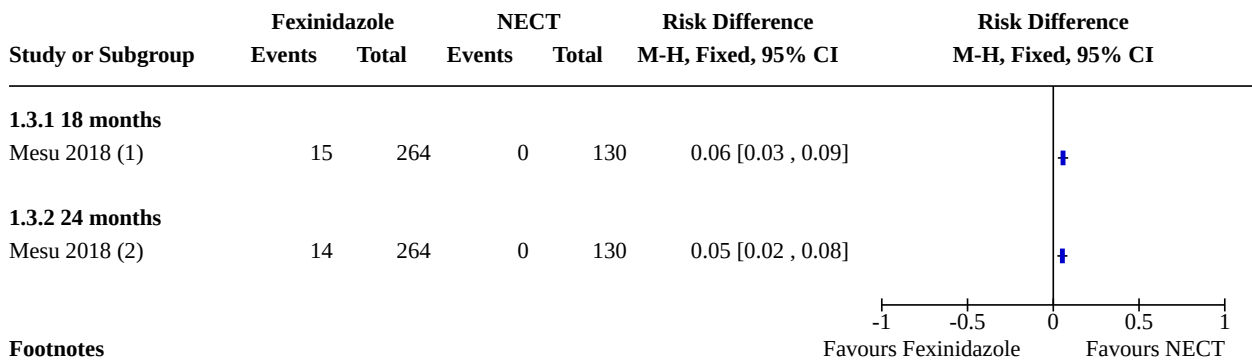 Fexinidazole NECT Risk Difference Risk Difference
Study or Subgroup Events Total Events Total M-H, Fixed, 95% CI M-H, Fixed, 95% CI
1.3.1 18 months
Mesu 2018 (1) 15 264 0 130 0.06 [0.03 , 0.09]
1.3.2 24 months
Mesu 2018 (2) 14 264 0 130 0.05 [0.02 , 0.08]
-1 -0.5 0 0.5 1
Footnotes Favours Fexinidazole Favours NECT